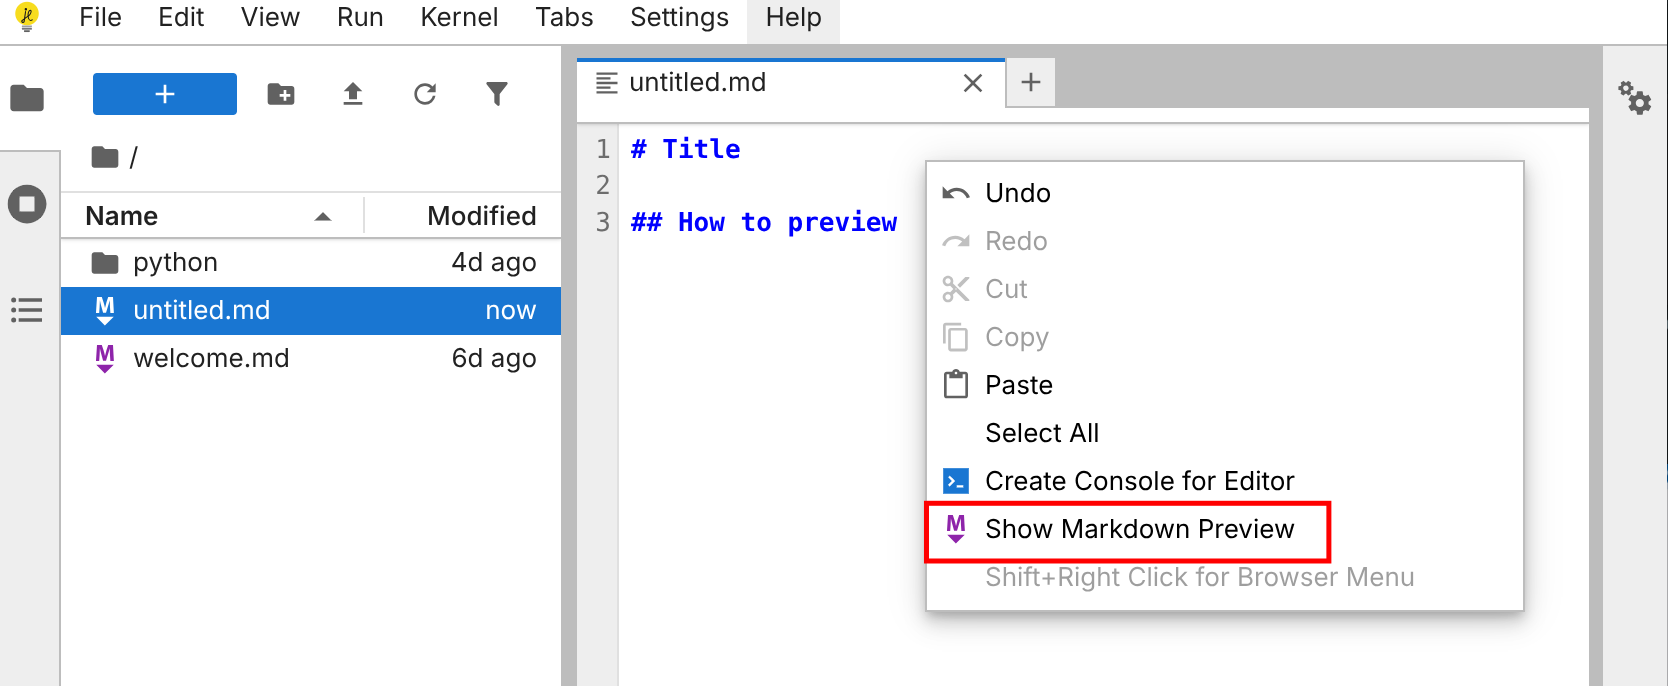 File Edit View Run Kernel Tabs Settings Help
untitled.md
/
Name Modified
python 4d ago
untitled.md now
welcome.md 6d ago
1 # Title
2
3 ## How to preview
Undo
Redo
Cut
Copy
Paste
Select All
Create Console for Editor
Show Markdown Preview
Shift+Right Click for Browser Menu